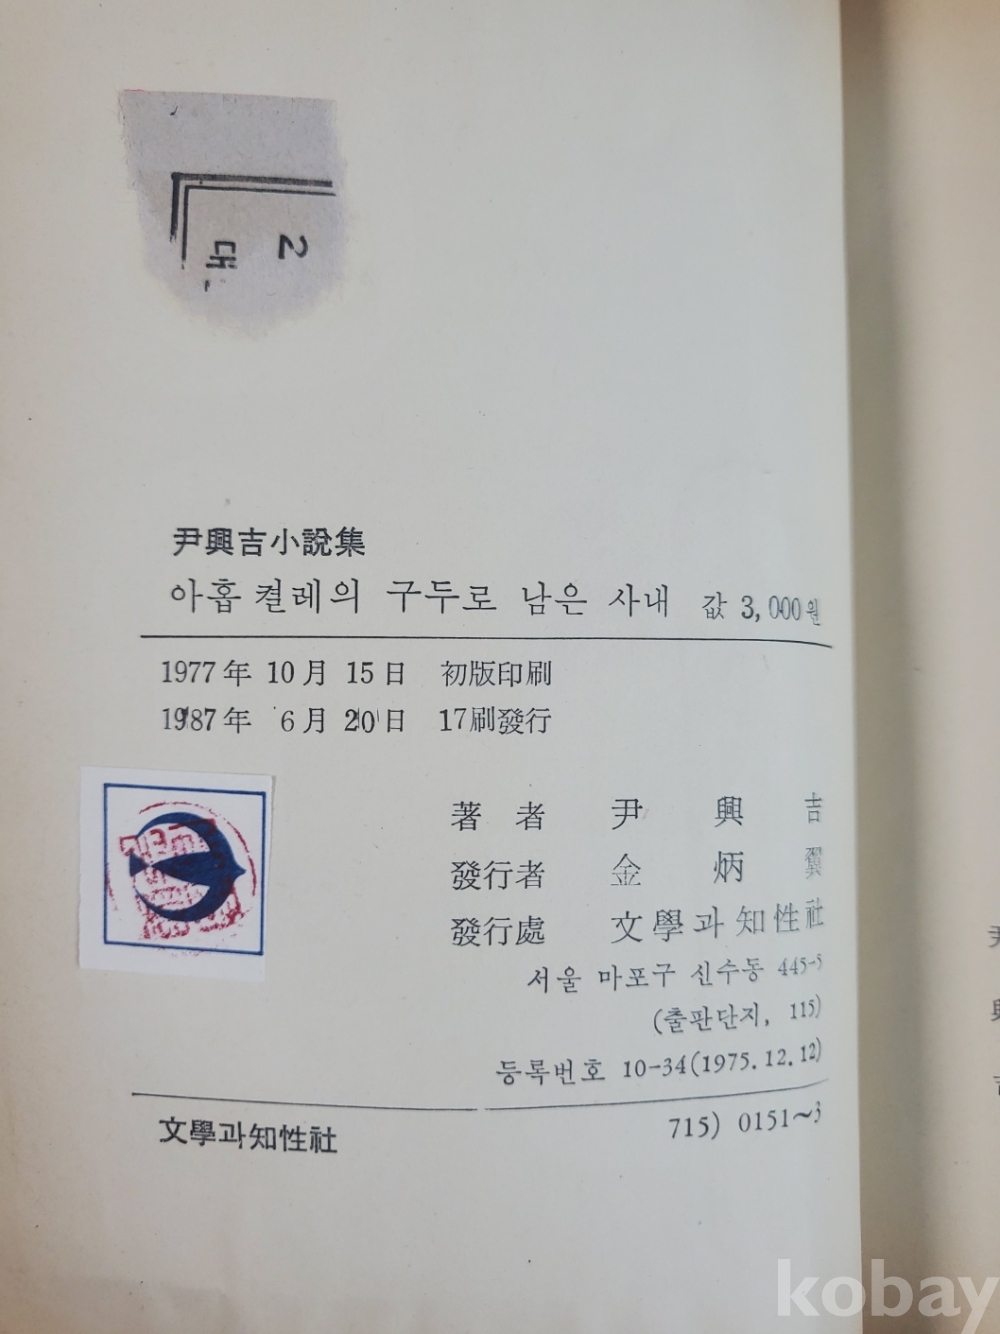 2
대
尹興吉小說集
아홉 켤레의 구두로 남은 사내 값 3,000원
1977年 10月 15日 初版印刷
1987年 6月 20日 17刷發行
著者 尹興吉
發行者 金炳翼
發行處 文學과知性社
서울 마포구 신수동 445-5
(출판단지, 115)
등록번호 10-34(1975.12.12)
文學과知性社 715) 0151~3
尹
興
吉
kobay